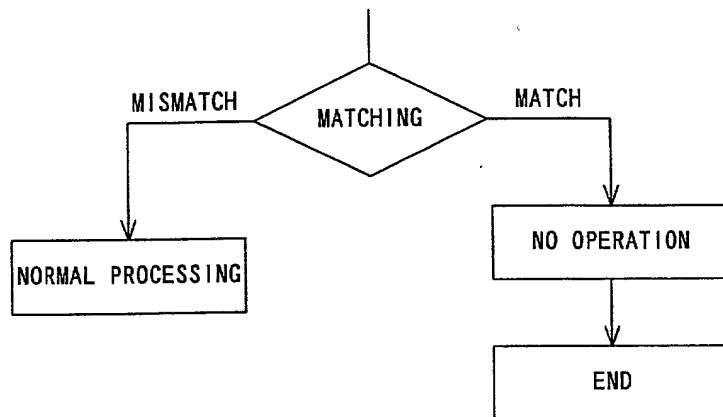 MISMATCH
MATCHING
MATCH
NORMAL PROCESSING
NO OPERATION
END